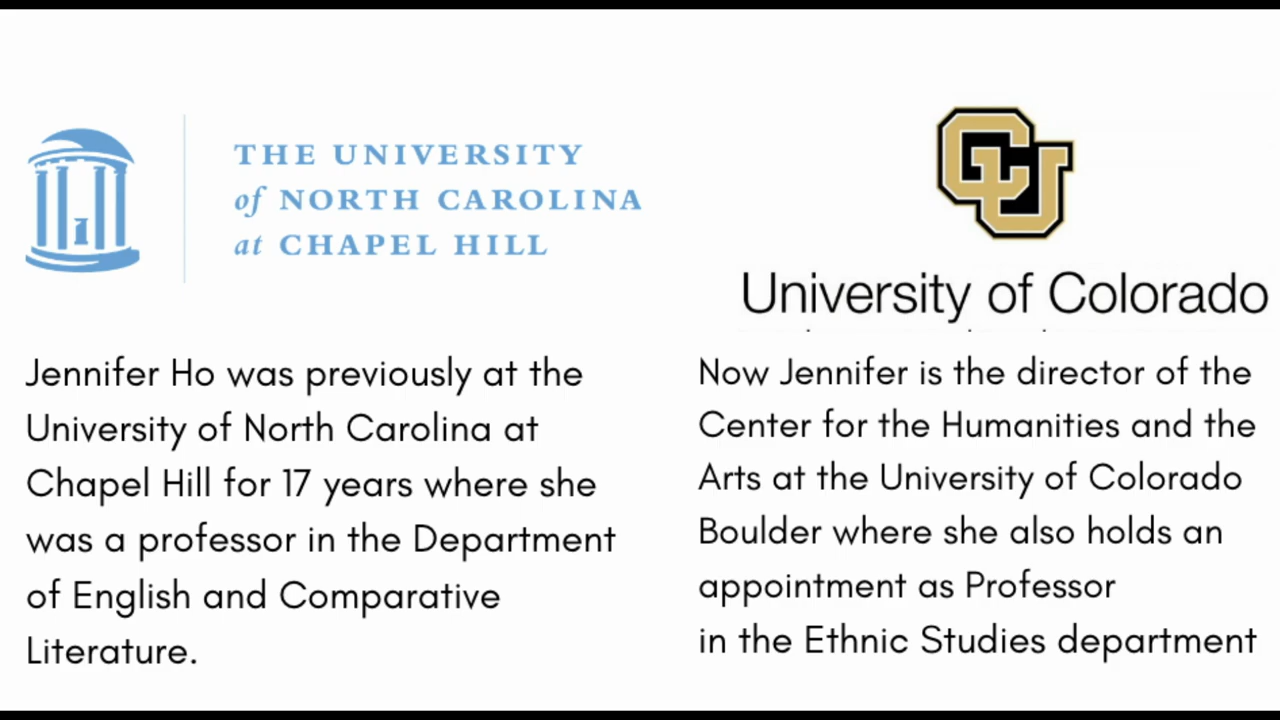 THE UNIVERSITY
of NORTH CAROLINA
at CHAPEL HILL
Jennifer Ho was previously at the
University of North Carolina at
Chapel Hill for 17 years where she
was a professor in the Department
of English and Comparative
Literature.
CU
University of Colorado
Now Jennifer is the director of the
Center for the Humanities and the
Arts at the University of Colorado
Boulder where she also holds an
appointment as Professor
in the Ethnic Studies department